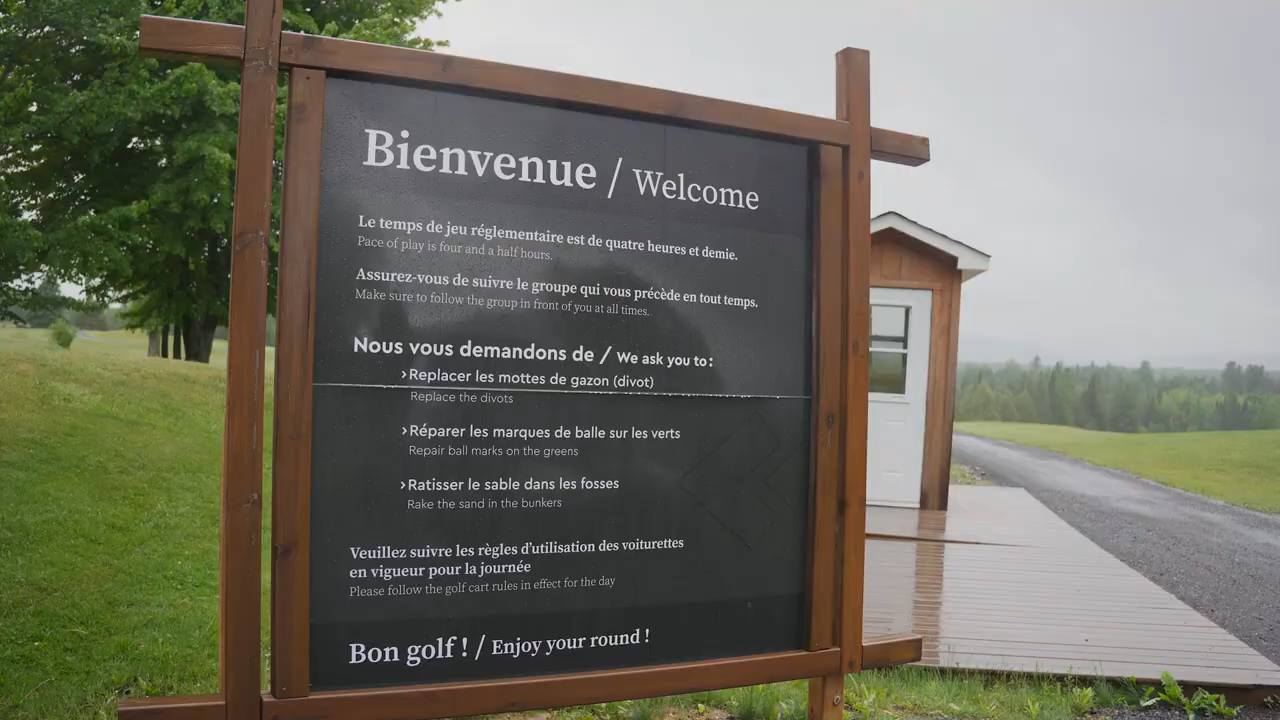 Bienvenue / Welcome
Le temps de jeu réglementaire est de quatre heures et demie.
Pace of play is four and a half hours.
Assurez-vous de suivre le groupe qui vous précède en tout temps.
Make sure to follow the group in front of you at all times.
Nous vous demandons de / We ask you to:
›Replacer les mottes de gazon (divot)
Replace the divots
›Réparer les marques de balle sur les verts
Repair ball marks on the greens
›Ratisser le sable dans les fosses
Rake the sand in the bunkers
Veuillez suivre les règles d'utilisation des voiturettes
en vigueur pour la journée
Please follow the golf cart rules in effect for the day
Bon golf ! / Enjoy your round !